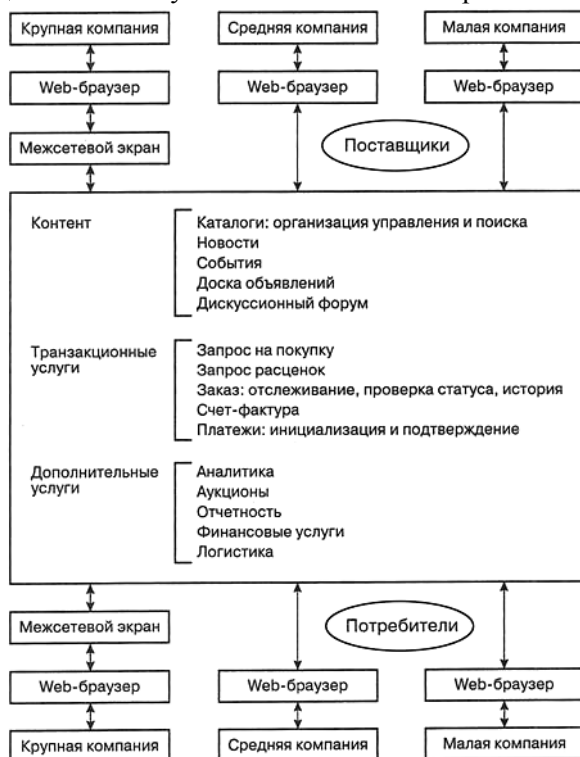 Крупная компания Средняя компания Малая компания
Web-браузер Web-браузер Web-браузер
Межсетевой экран Поставщики
Контент
Каталоги: организация управления и поиска
Новости
События
Доска объявлений
Дискуссионный форум
Транзакционные
услуги
Запрос на покупку
Запрос расценок
Заказ: отслеживание, проверка статуса, история
Счет-фактура
Платежи: инициализация и подтверждение
Дополнительные
услуги
Аналитика
Аукционы
Отчетность
Финансовые услуги
Логистика
Межсетевой экран Потребители
Web-браузер Web-браузер Web-браузер
Крупная компания Средняя компания Малая компания